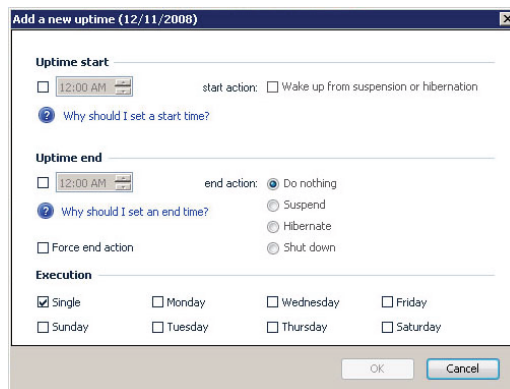 Add a new uptime (12/11/2008)
Uptime start
12:00 AM start action: Wake up from suspension or hibernation
? Why should I set a start time?
Uptime end
12:00 AM end action: Do nothing
Suspend
? Why should I set an end time?
Hibernate
Force end action Shut down
Execution
Single Monday Wednesday Friday
Sunday Tuesday Thursday Saturday
OK Cancel